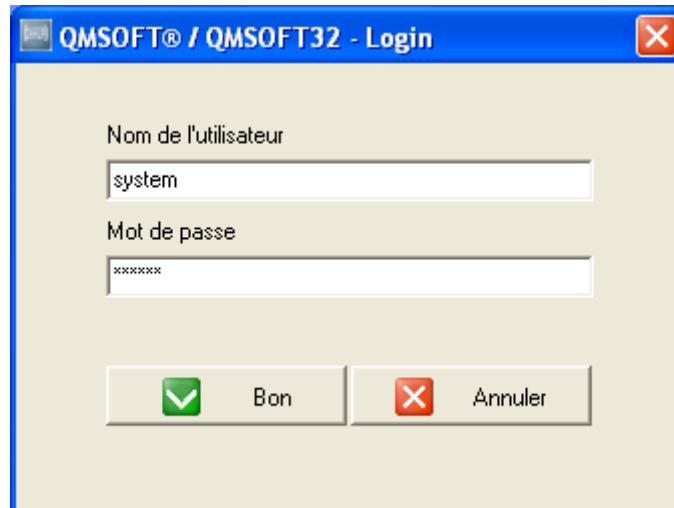 QMSOFT® / QMSOFT32 - Login
Nom de l'utilisateur
system
Mot de passe
××××××
Bon
Annuler